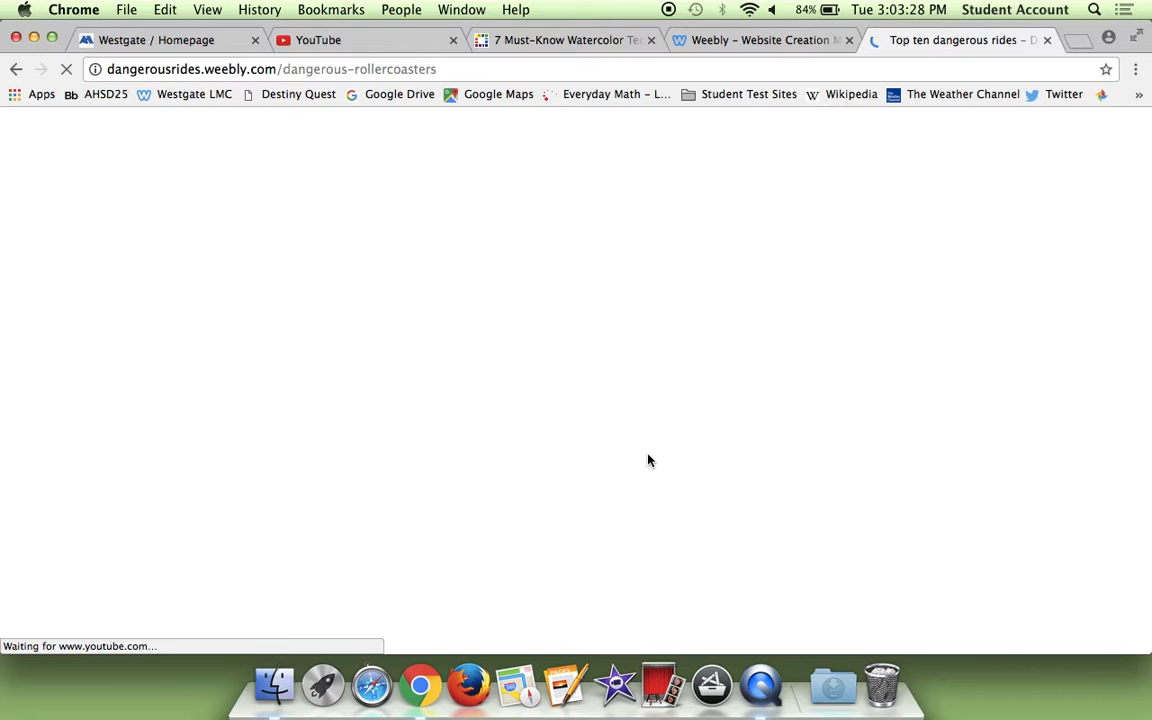 Chrome File Edit View History Bookmarks People Window Help 84% Tue 3:03:28 PM Student Account
Westgate / Homepage YouTube 7 Must-Know Watercolor Te Weebly - Website Creation M Top ten dangerous rides - D
dangerousrides.weebly.com/dangerous-rollercoasters
Apps Bb AHSD25 Westgate LMC Destiny Quest Google Drive Google Maps Everyday Math - L... Student Test Sites W Wikipedia The Weather Channel Twitter »
Waiting for www.youtube.com...